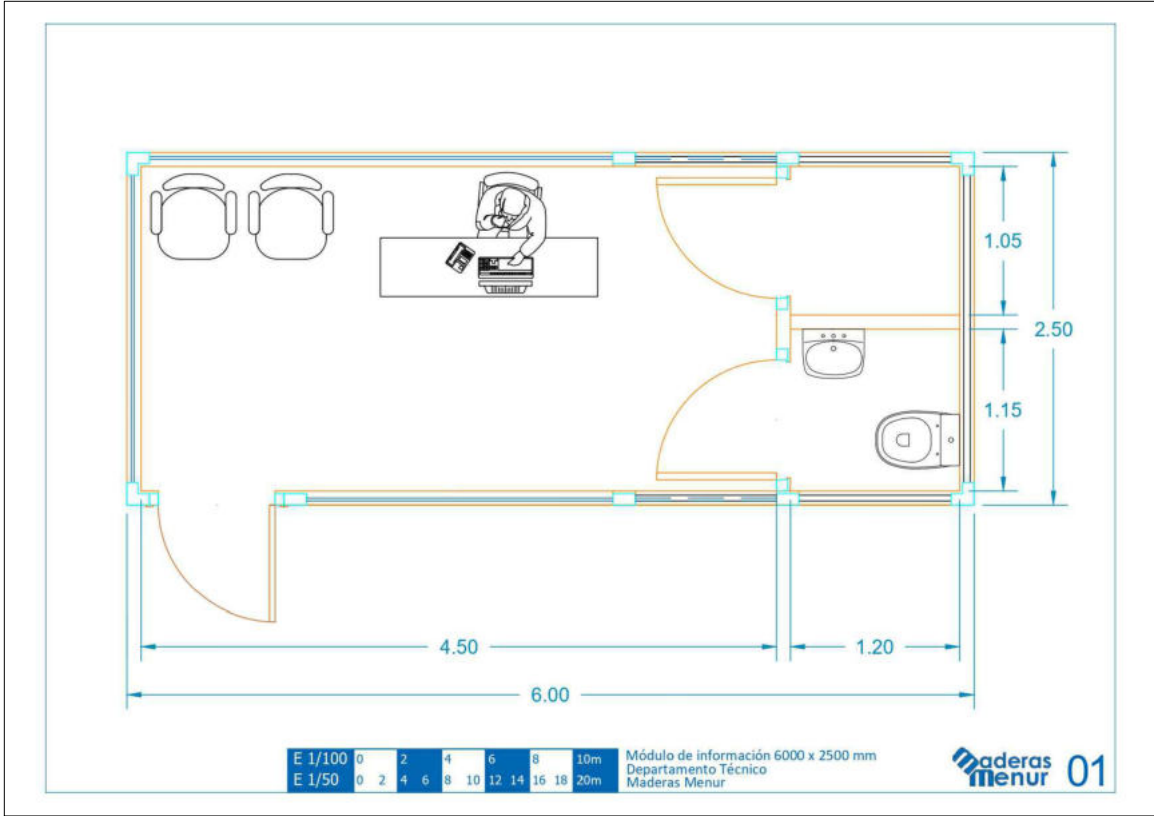 1.05
2.50
1.15
4.50
1.20
6.00
E 1/100 0 2 4 6 8 10m
E 1/50 0 2 4 6 8 10 12 14 16 18 20m
Módulo de información 6000 x 2500 mm
Departamento Técnico
Maderas Menur
maderas
menur
01